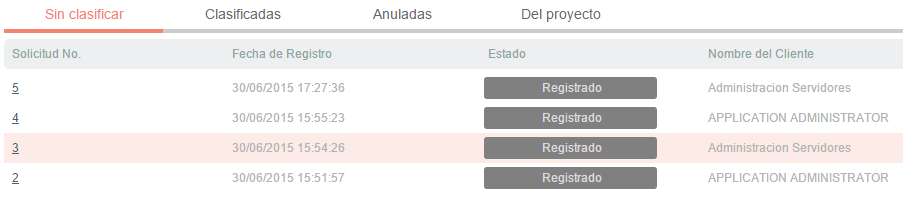 Sin clasificar Clasificadas Anuladas Del proyecto
Solicitud No. Fecha de Registro Estado Nombre del Cliente
5 30/06/2015 17:27:36 Registrado Administracion Servidores
4 30/06/2015 15:55:23 Registrado APPLICATION ADMINISTRATOR
3 30/06/2015 15:54:26 Registrado Administracion Servidores
2 30/06/2015 15:51:57 Registrado APPLICATION ADMINISTRATOR